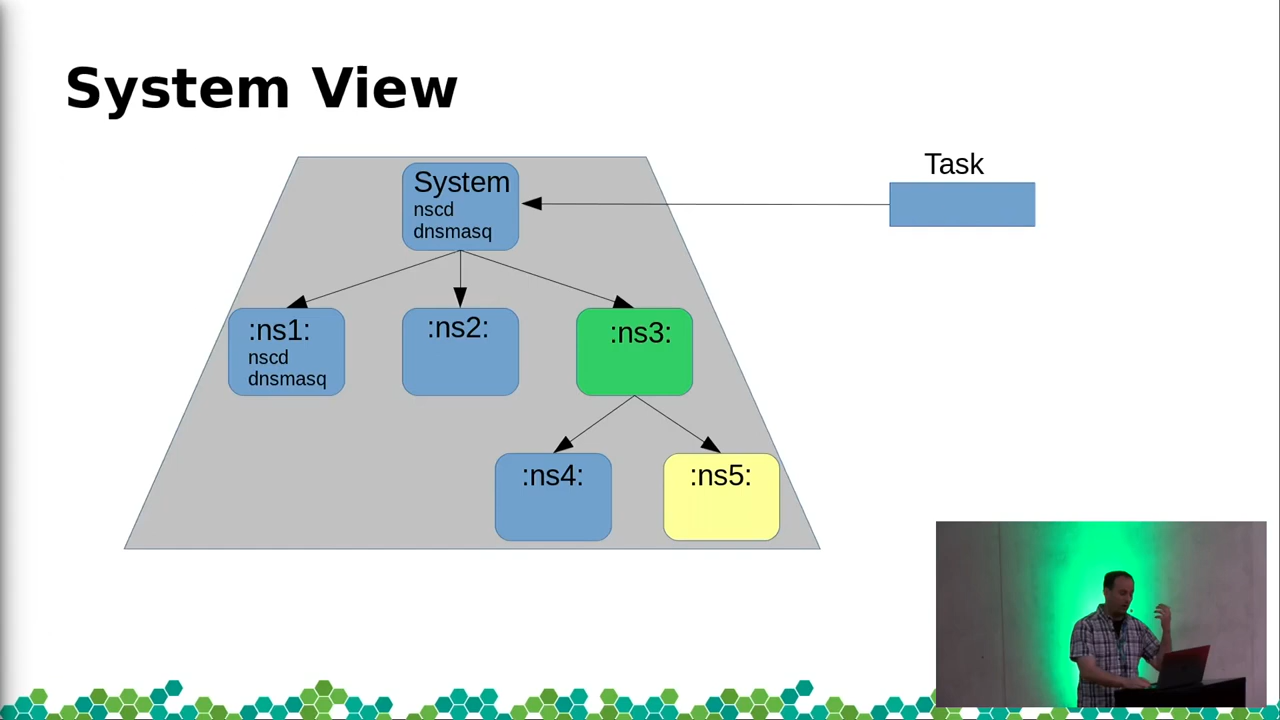 System View
Task
System
nscd
dnsmasq
:ns1:
nscd
dnsmasq
:ns2:
:ns3:
:ns4:
:ns5: